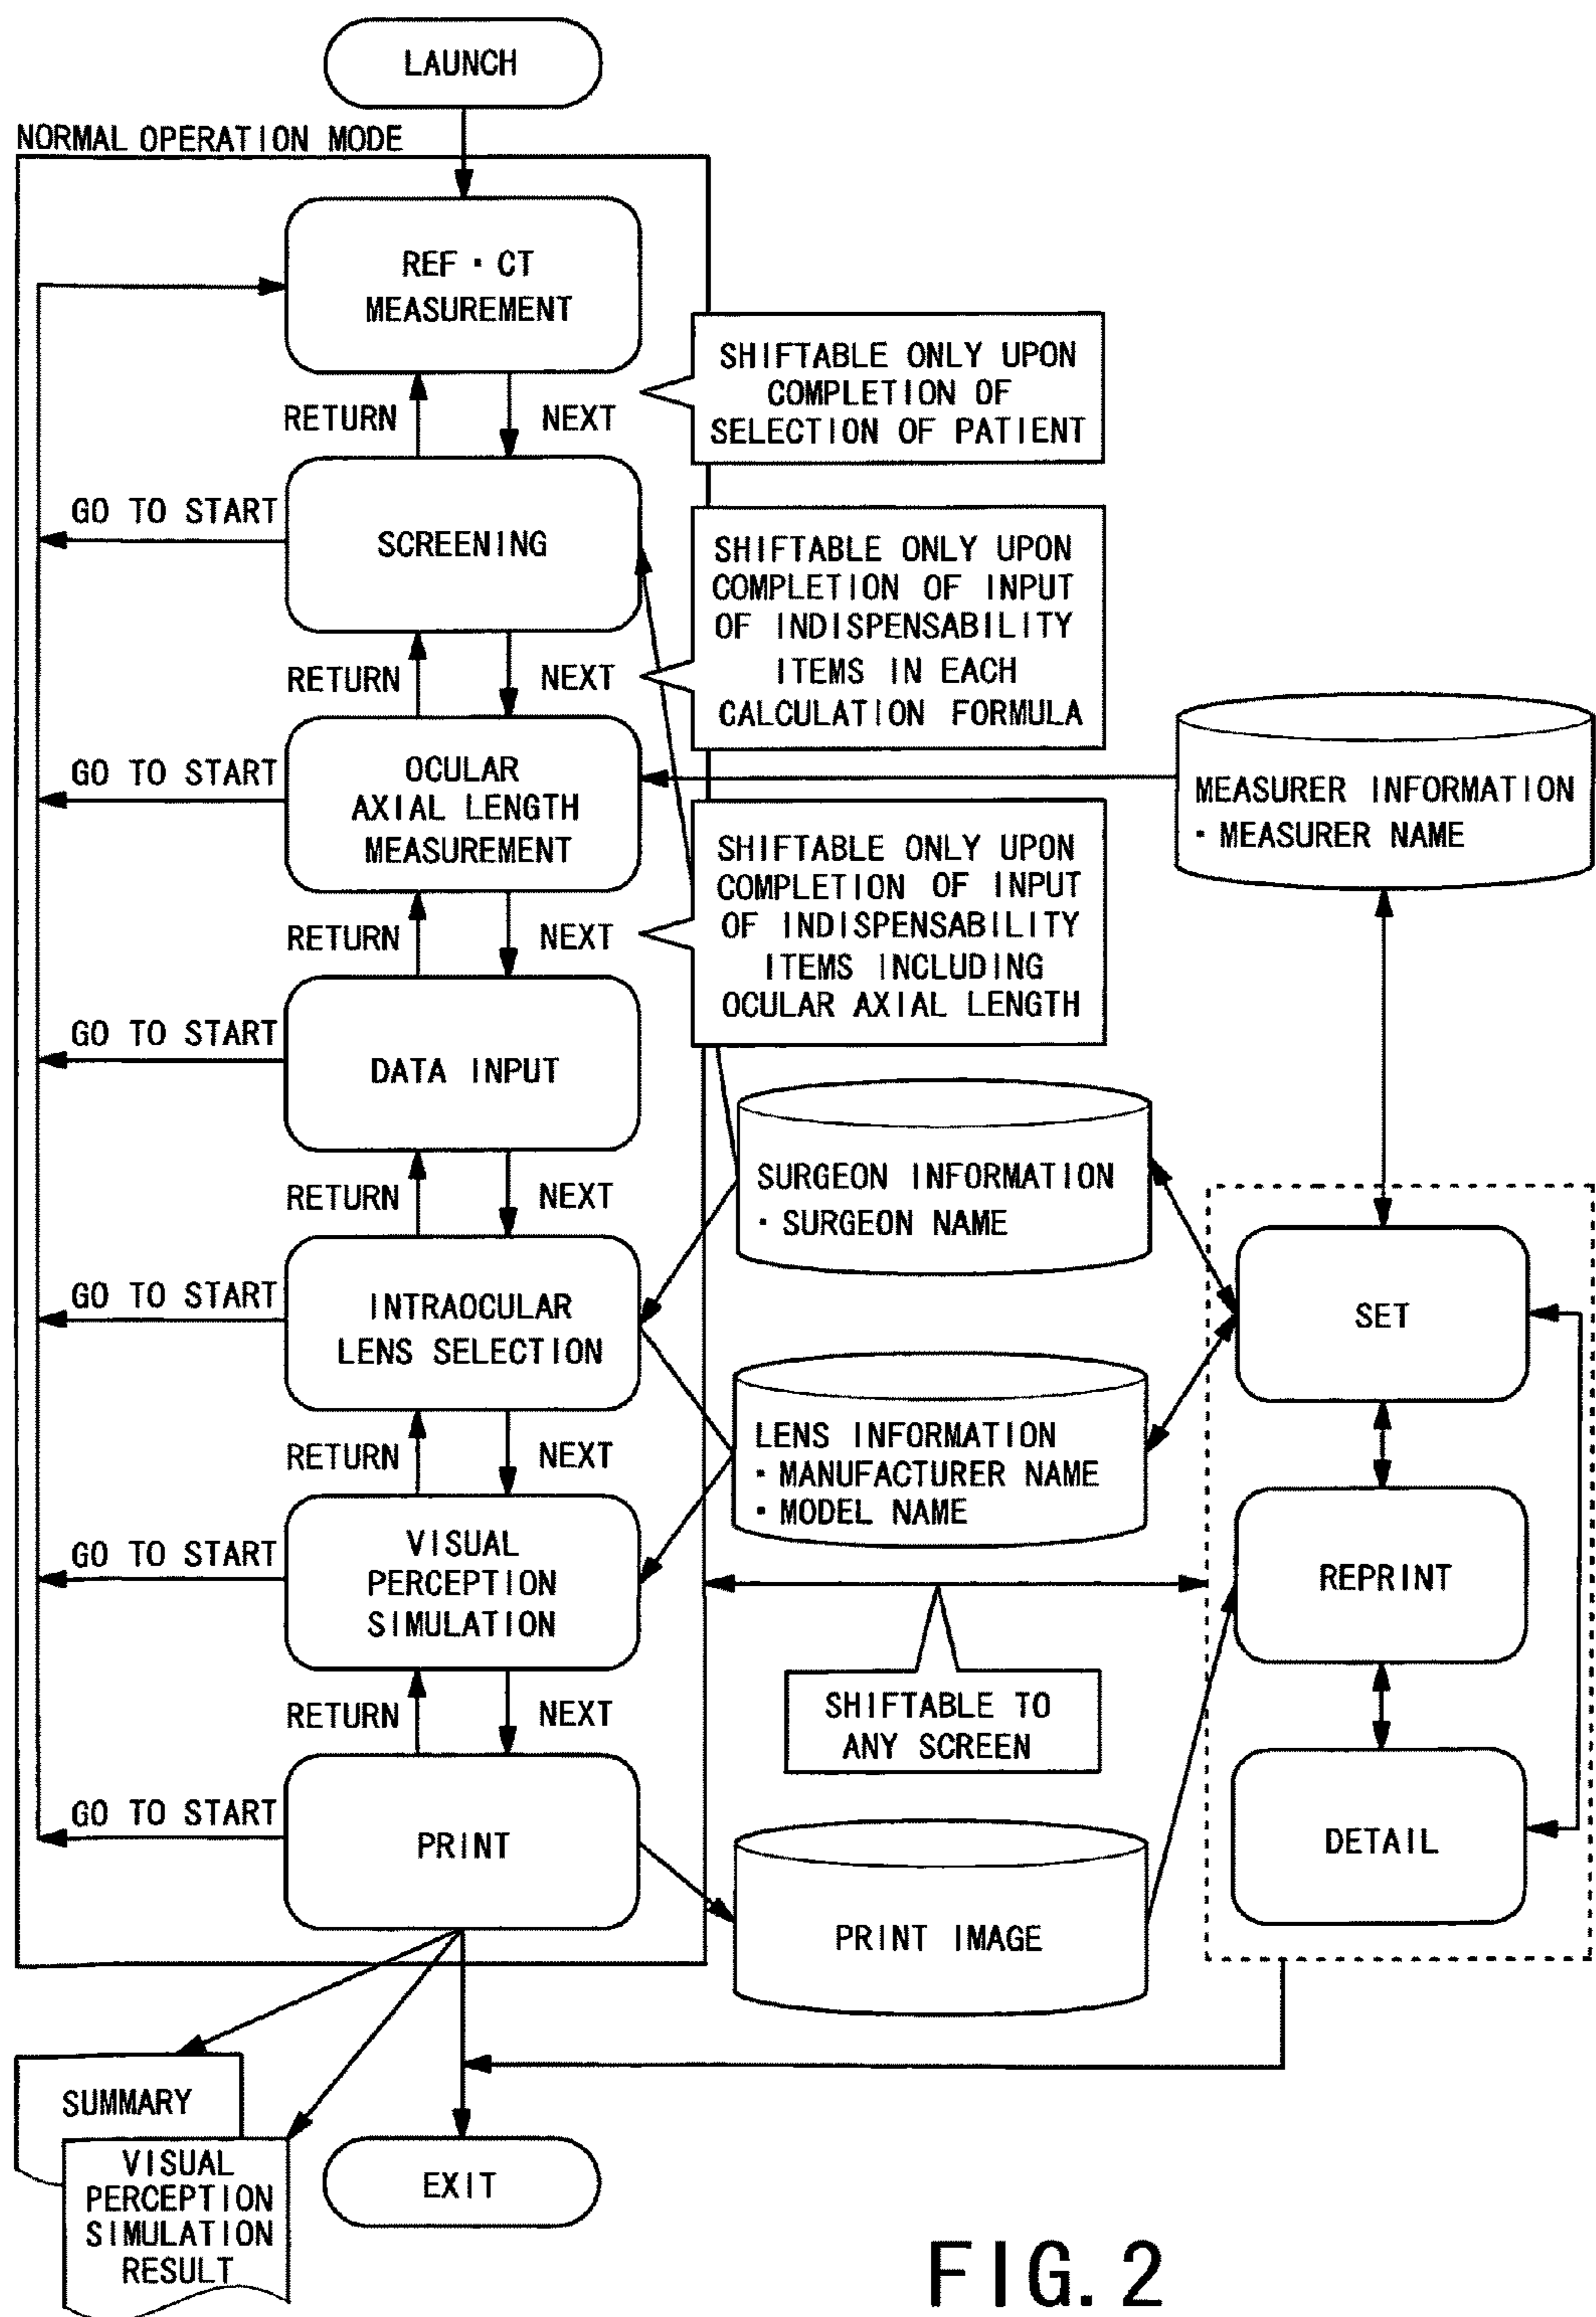 LAUNCH
NORMAL OPERATION MODE
REF・CT
MEASUREMENT
SHIFTABLE ONLY UPON
COMPLETION OF
SELECTION OF PATIENT
RETURN
NEXT
GO TO START
SCREENING
SHIFTABLE ONLY UPON
COMPLETION OF INPUT
OF INDISPENSABILITY
ITEMS IN EACH
CALCULATION FORMULA
RETURN
NEXT
GO TO START
OCULAR
AXIAL LENGTH
MEASUREMENT
MEASURER INFORMATION
・MEASURER NAME
SHIFTABLE ONLY UPON
COMPLETION OF INPUT
OF INDISPENSABILITY
ITEMS INCLUDING
OCULAR AXIAL LENGTH
RETURN
NEXT
GO TO START
DATA INPUT
SURGEON INFORMATION
・SURGEON NAME
RETURN
NEXT
GO TO START
INTRAOCULAR
LENS SELECTION
SET
LENS INFORMATION
・MANUFACTURER NAME
・MODEL NAME
RETURN
NEXT
GO TO START
VISUAL
PERCEPTION
SIMULATION
REPRINT
SHIFTABLE TO
ANY SCREEN
RETURN
NEXT
GO TO START
PRINT
DETAIL
PRINT IMAGE
SUMMARY
VISUAL
PERCEPTION
SIMULATION
RESULT
EXIT
FIG. 2